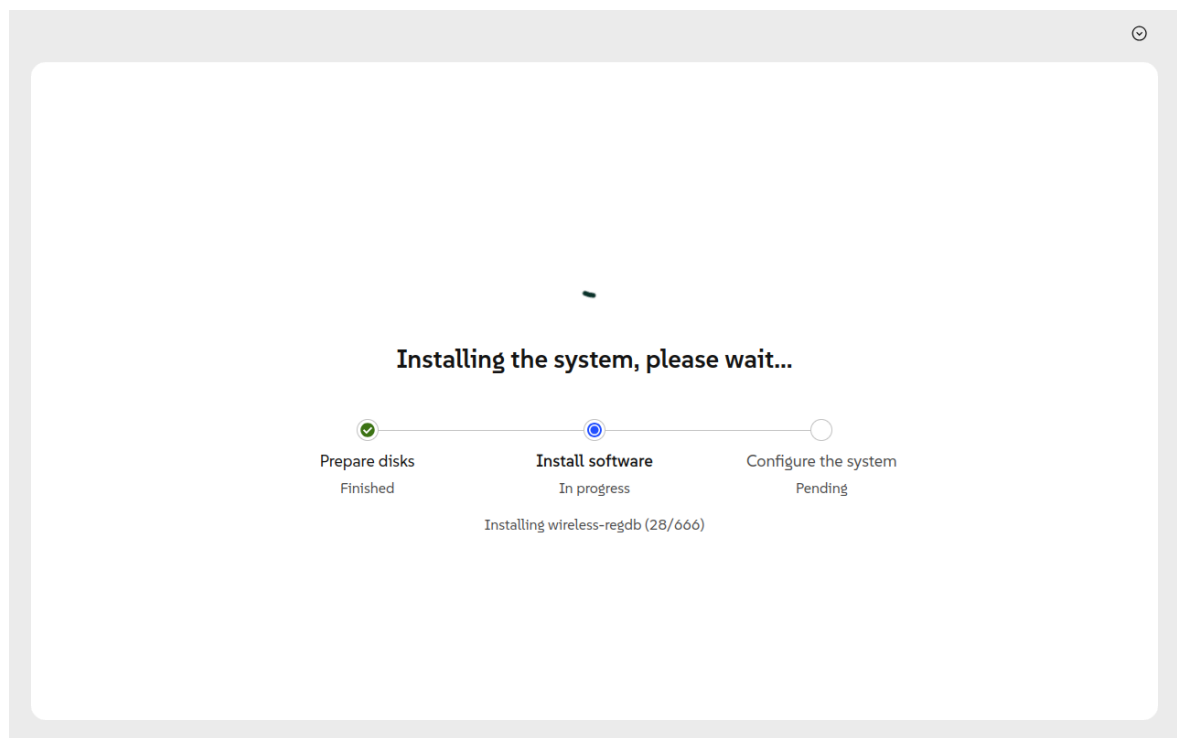 Installing the system, please wait...
Prepare disks
Finished
Install software
In progress
Configure the system
Pending
Installing wireless-regdb (28/666)